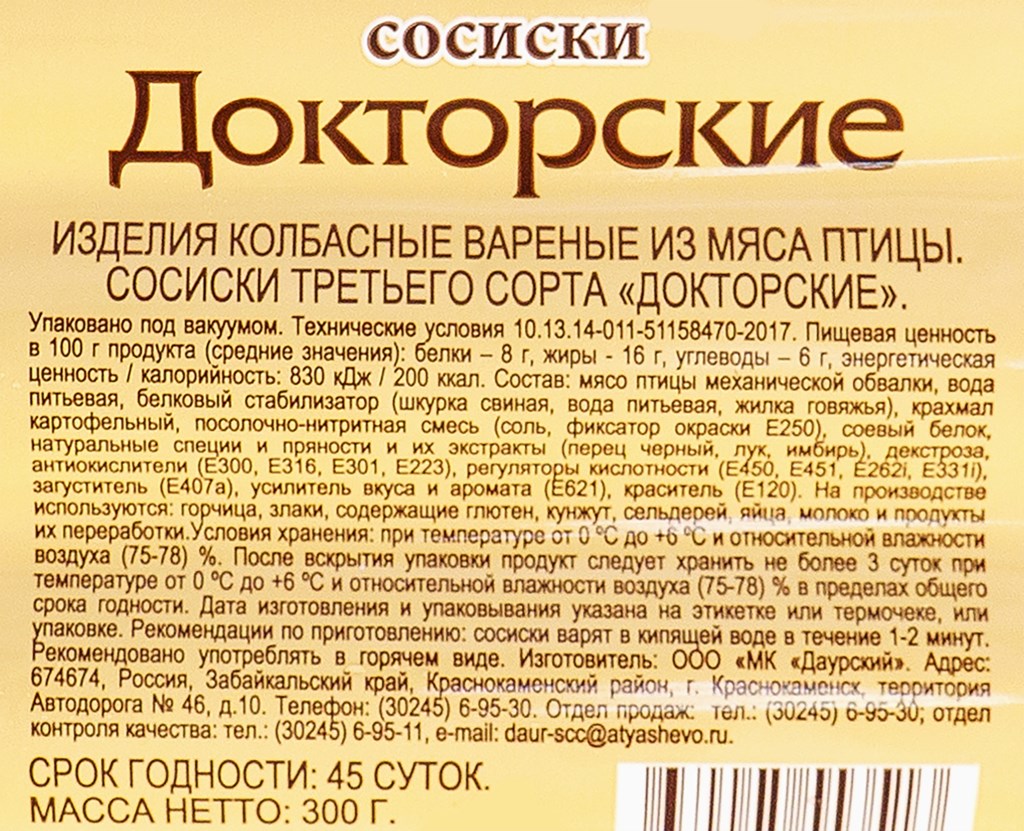 сосиски
Докторские
ИЗДЕЛИЯ КОЛБАСНЫЕ ВАРЕНЫЕ ИЗ МЯСА ПТИЦЫ.
СОСИСКИ ТРЕТЬЕГО СОРТА «ДОКТОРСКИЕ».
Упаковано под вакуумом. Технические условия 10.13.14-011-51158470-2017. Пищевая ценность
в 100 г продукта (средние значения): белки – 8 г, жиры - 16 г, углеводы – 6 г, энергетическая
ценность / калорийность: 830 кДж / 200 ккал. Состав: мясо птицы механической обвалки, вода
питьевая, белковый стабилизатор (шкурка свиная, вода питьевая, жилка говяжья), крахмал
картофельный, посолочно-нитритная смесь (соль, фиксатор окраски Е250), соевый белок,
натуральные специи и пряности и их экстракты (перец черный, лук, имбирь), декстроза,
антиокислители (Е300, Е316, Е301, Е223), регуляторы кислотности (Е450, Е451, Е262i, Е331i),
загуститель (Е407а), усилитель вкуса и аромата (Е621), краситель (Е120). На производстве
используются: горчица, злаки, содержащие глютен, кунжут, сельдерей, яйца, молоко и продукты
их переработки.Условия хранения: при температуре от 0 ºС до +6 ºС и относительной влажности
воздуха (75-78) %. После вскрытия упаковки продукт следует хранить не более 3 суток при
температуре от 0 ºС до +6 ºС и относительной влажности воздуха (75-78) % в пределах общего
срока годности. Дата изготовления и упаковывания указана на этикетке или термочеке, или
упаковке. Рекомендации по приготовлению: сосиски варят в кипящей воде в течение 1-2 минут.
Рекомендовано употреблять в горячем виде. Изготовитель: ООО «МК «Даурский». Адрес:
674674, Россия, Забайкальский край, Краснокаменский район, г. Краснокаменск, территория
Автодорога № 46, д.10. Телефон: (30245) 6-95-30. Отдел продаж: тел.: (30245) 6-95-30; отдел
контроля качества: тел.: (30245) 6-95-11, e-mail: daur-scc@atyashevo.ru.
СРОК ГОДНОСТИ: 45 СУТОК.
МАССА НЕТТО: 300 Г.